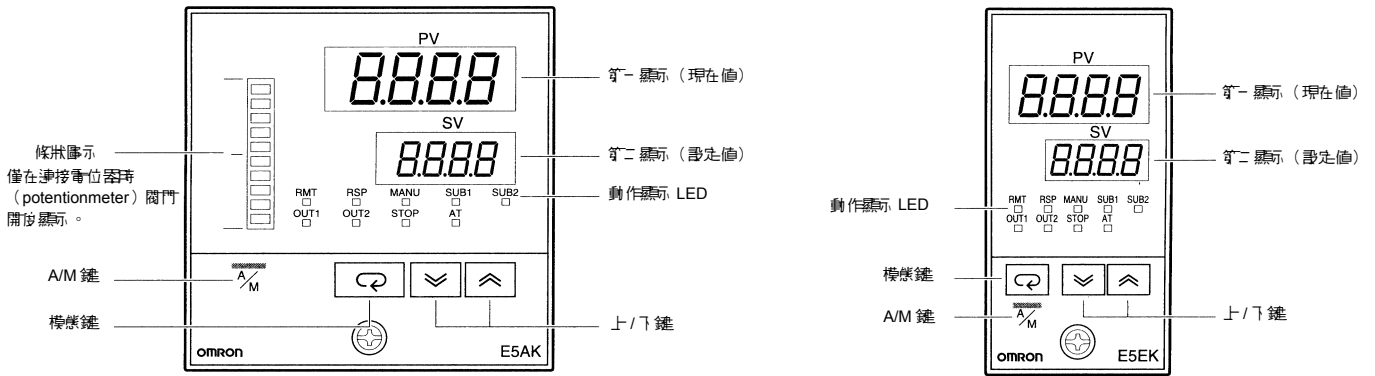 PV
8.8.8.8
第一顯示（現在值）
SV
8.8.8.8
第二顯示（設定值）
條狀圖示
僅在連接電位器時
（potentionmeter）閥門
開度顯示。
RMT RSP MANU SUB1 SUB2
OUT1 OUT2 STOP AT
動作顯示 LED
A/M 鍵
A/M
模態鍵
上/下鍵
OMRON
E5AK
PV
8.8.8.8
第一顯示（現在值）
SV
8.8.8.8
第二顯示（設定值）
動作顯示 LED
RMT RSP MANU SUB1 SUB2
OUT1 OUT2 STOP AT
模態鍵
A/M 鍵
A/M
上/下鍵
OMRON
E5EK